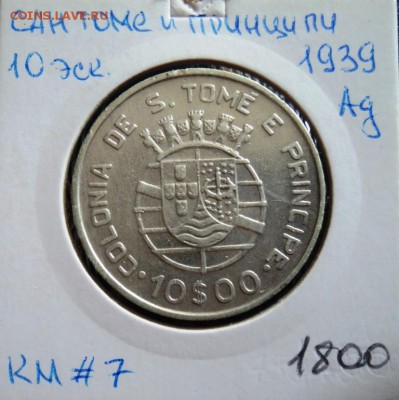 COINS.LAVE.RU
САН ТОМЕ И ПРИНЦИПИ
10 ЭСК. 1939
Ag
COLONIA DE S. TOMÉ E PRINCIPE
10$00
KM # 7
1800